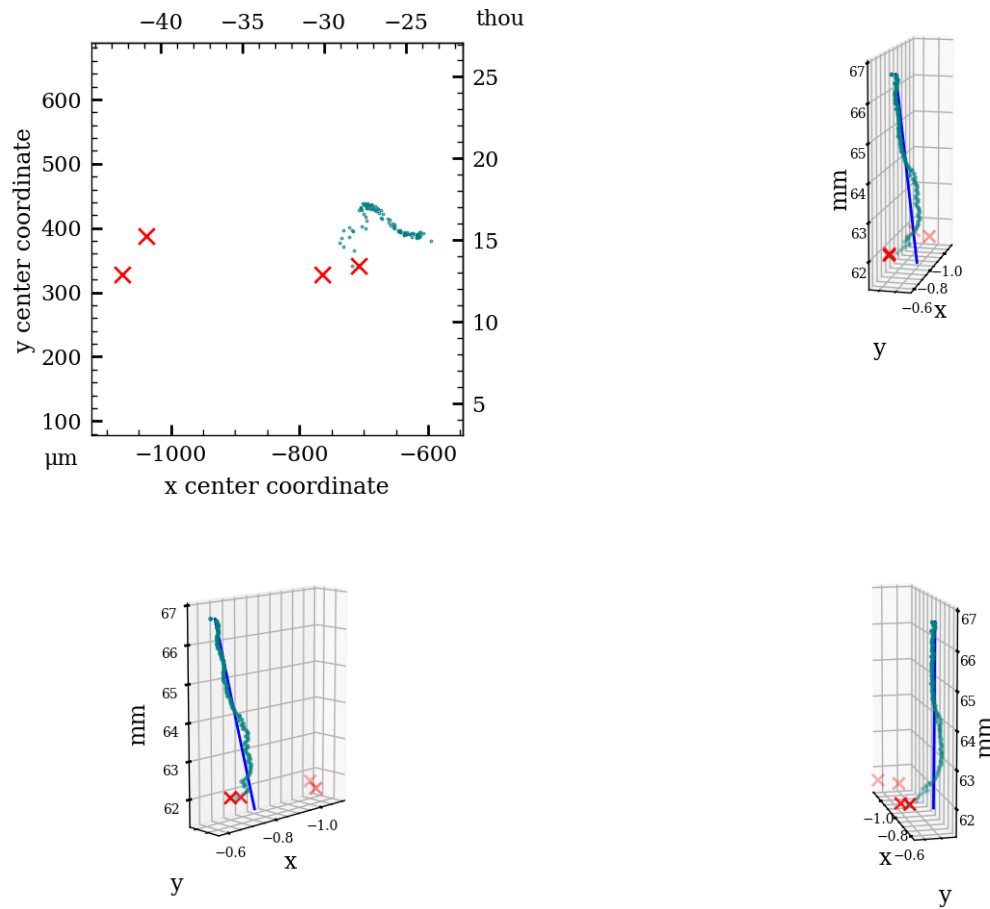 −40 −35 −30 −25 thou
600
500
400
300
200
100
y center coordinate
25
20
15
10
5
µm
−1000 −800 −600
x center coordinate
67
66
65
64
63
62
mm
−1.0
−0.8
−0.6
x
y
67
66
65
64
63
62
mm
−1.0
−0.8
−0.6
x
y
67
66
65
64
63
62
mm
−1.0
−0.8
−0.6
x
y